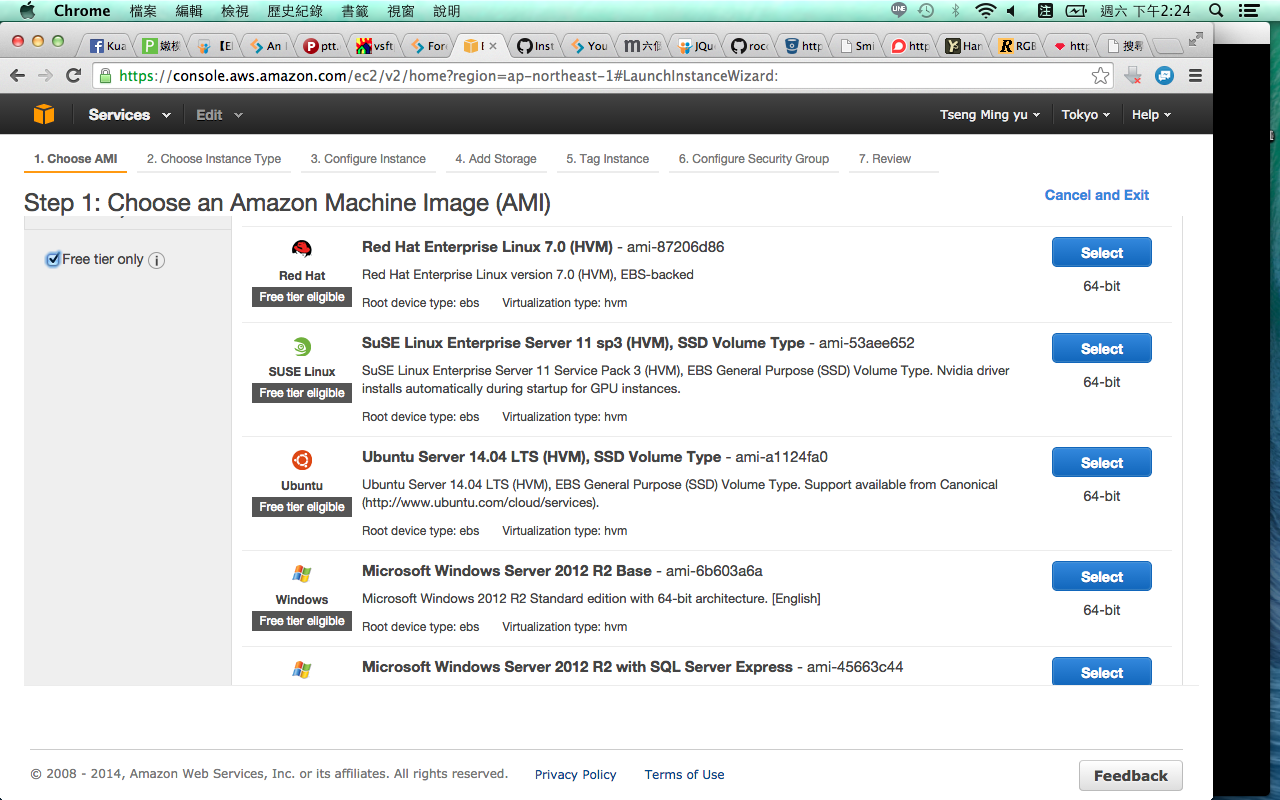 Chrome 檔案 編輯 檢視 歷史紀錄 書籤 視窗 說明 LINE 注 週六 下午2:24
Kua 嫩椒 【E An ptt. vsft For E Inst You 六個 JQue roc http Smi http Har RGB http 搜尋
https://console.aws.amazon.com/ec2/v2/home?region=ap-northeast-1#LaunchInstanceWizard:
Services Edit Tseng Ming yu Tokyo Help
1. Choose AMI 2. Choose Instance Type 3. Configure Instance 4. Add Storage 5. Tag Instance 6. Configure Security Group 7. Review
Step 1: Choose an Amazon Machine Image (AMI) Cancel and Exit
Free tier only
Red Hat Enterprise Linux 7.0 (HVM) - ami-87206d86 Select
Red Hat Red Hat Enterprise Linux version 7.0 (HVM), EBS-backed 64-bit
Free tier eligible Root device type: ebs Virtualization type: hvm
SuSE Linux Enterprise Server 11 sp3 (HVM), SSD Volume Type - ami-53aee652 Select
SUSE Linux SuSE Linux Enterprise Server 11 Service Pack 3 (HVM), EBS General Purpose (SSD) Volume Type. Nvidia driver 64-bit
Free tier eligible installs automatically during startup for GPU instances.
Root device type: ebs Virtualization type: hvm
Ubuntu Server 14.04 LTS (HVM), SSD Volume Type - ami-a1124fa0 Select
Ubuntu Ubuntu Server 14.04 LTS (HVM), EBS General Purpose (SSD) Volume Type. Support available from Canonical 64-bit
Free tier eligible (http://www.ubuntu.com/cloud/services).
Root device type: ebs Virtualization type: hvm
Microsoft Windows Server 2012 R2 Base - ami-6b603a6a Select
Windows Microsoft Windows 2012 R2 Standard edition with 64-bit architecture. [English] 64-bit
Free tier eligible Root device type: ebs Virtualization type: hvm
Microsoft Windows Server 2012 R2 with SQL Server Express - ami-45663c44 Select
© 2008 - 2014, Amazon Web Services, Inc. or its affiliates. All rights reserved. Privacy Policy Terms of Use Feedback